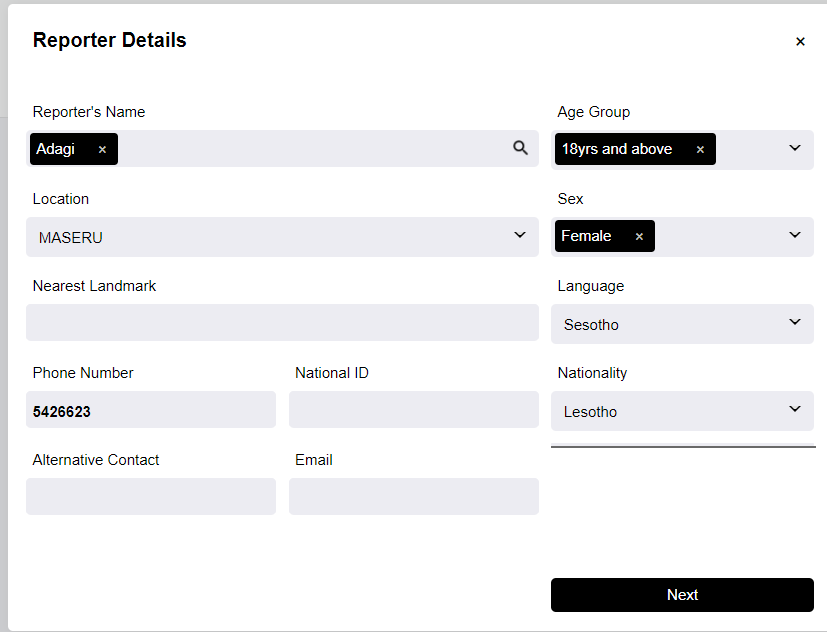 Reporter Details
×
Reporter's Name
Age Group
Adagi ×
18yrs and above ×
Location
Sex
MASERU
Female ×
Nearest Landmark
Language
Sesotho
Phone Number
National ID
Nationality
5426623
Lesotho
Alternative Contact
Email
Next